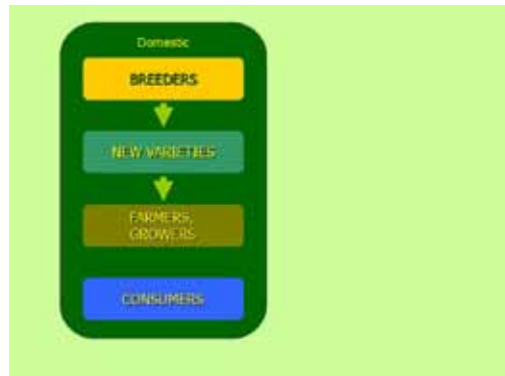 Domestic
BREEDERS
NEW VARIETIES
FARMERS,
GROWERS
CONSUMERS